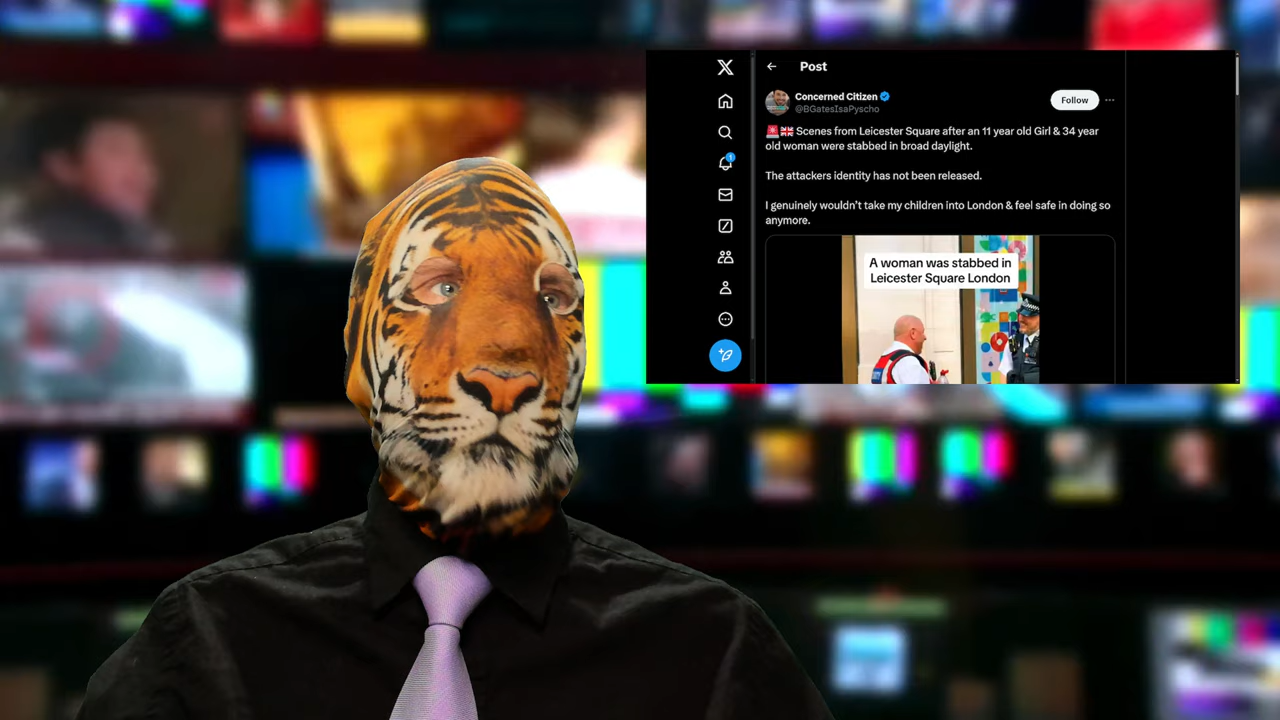 Post
Concerned Citizen
@BGatesIsaPyscho
Follow
🚨🇬🇧 Scenes from Leicester Square after an 11 year old Girl & 34 year
old woman were stabbed in broad daylight.
The attackers identity has not been released.
I genuinely wouldn't take my children into London & feel safe in doing so
anymore.
A woman was stabbed in
Leicester Square London
1